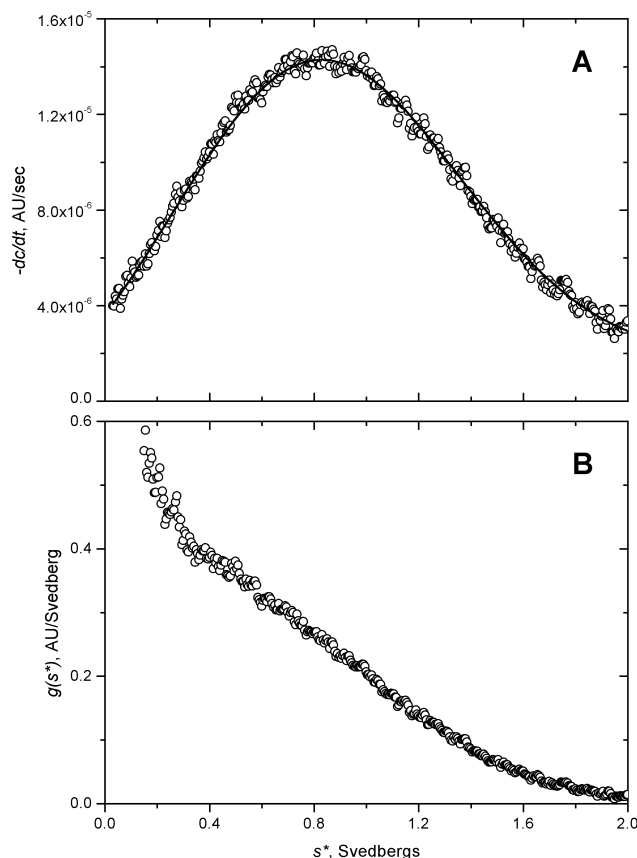 1.6x10⁻⁵
A
1.2x10⁻⁵
8.0x10⁻⁶
4.0x10⁻⁶
0.0
-dc/dt, AU/sec
0.6
B
0.4
0.2
0.0
g(s*), AU/Svedberg
0.0 0.4 0.8 1.2 1.6 2.0
s*, Svedbergs